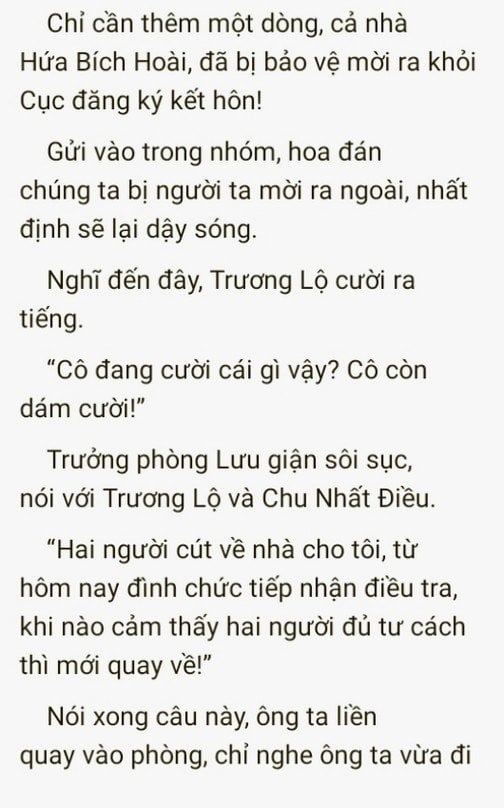 Chỉ cần thêm một dòng, cả nhà
Hứa Bích Hoài, đã bị bảo vệ mời ra khỏi
Cục đăng ký kết hôn!
Gửi vào trong nhóm, hoa đán
chúng ta bị người ta mời ra ngoài, nhất
định sẽ lại dậy sóng.
Nghĩ đến đây, Trương Lộ cười ra
tiếng.
“Cô đang cười cái gì vậy? Cô còn
dám cười!”
Trưởng phòng Lưu giận sôi sục,
nói với Trương Lộ và Chu Nhất Điều.
“Hai người cút về nhà cho tôi, từ
hôm nay đình chức tiếp nhận điều tra,
khi nào cảm thấy hai người đủ tư cách
thì mới quay về!”
Nói xong câu này, ông ta liền
quay vào phòng, chỉ nghe ông ta vừa đi